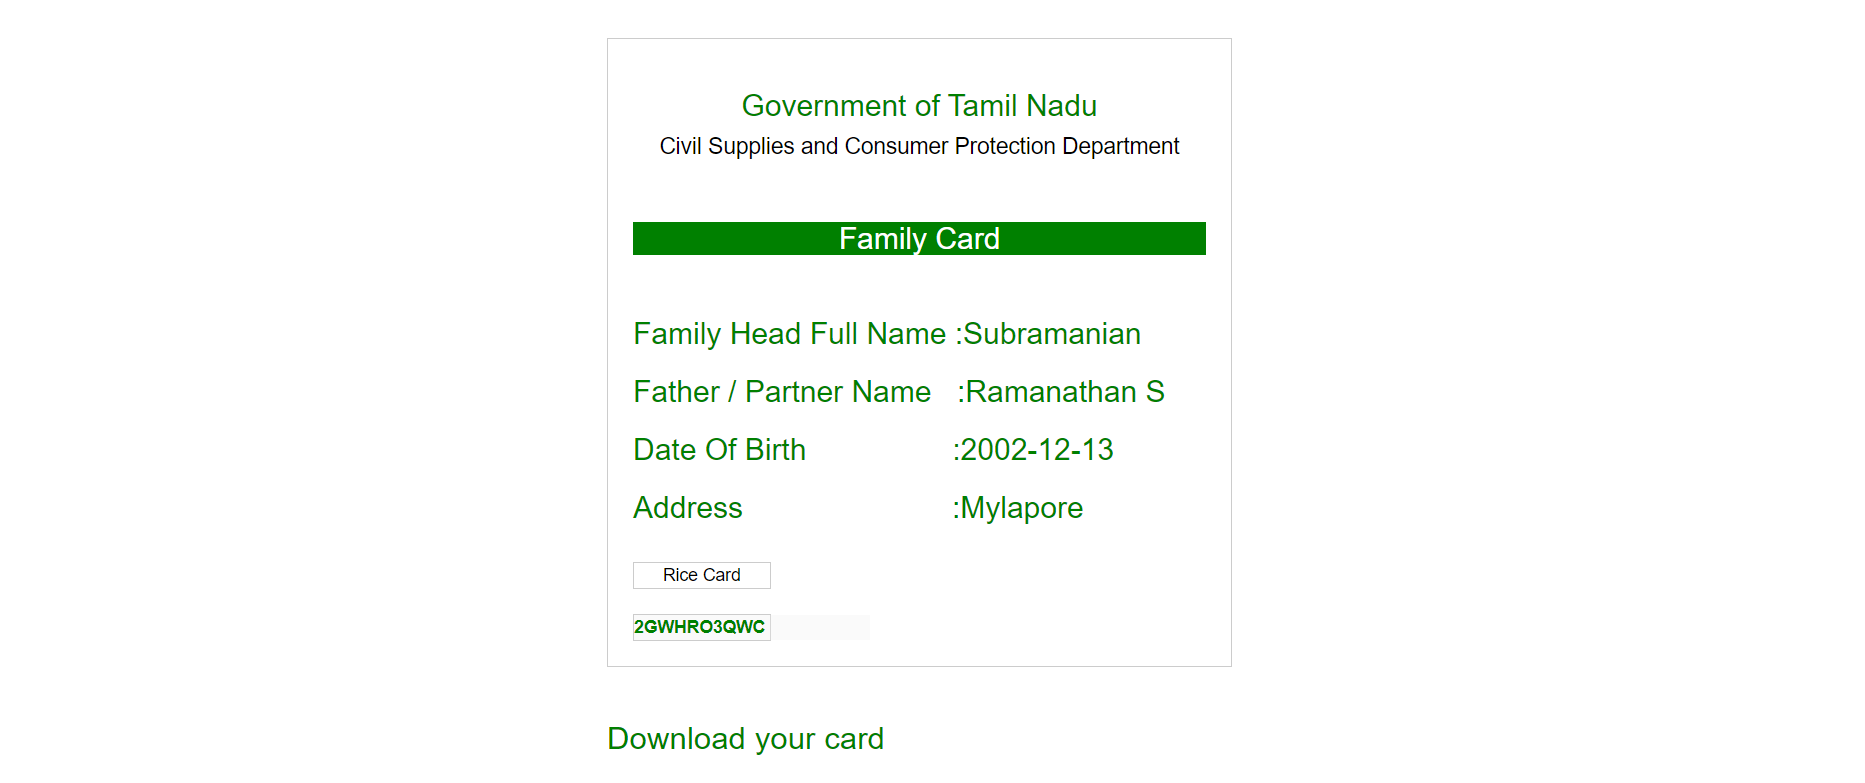 Government of Tamil Nadu
Civil Supplies and Consumer Protection Department
Family Card
Family Head Full Name :Subramanian
Father / Partner Name :Ramanathan S
Date Of Birth :2002-12-13
Address :Mylapore
Rice Card
2GWHRO3QWC
Download your card